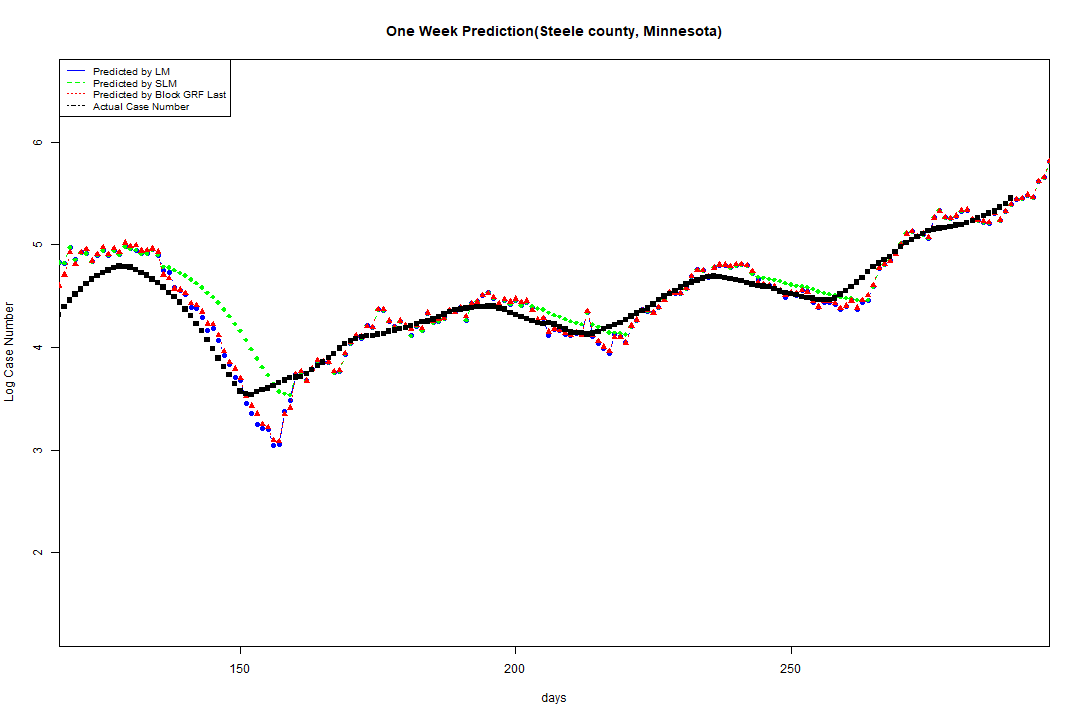 One Week Prediction(Steele county, Minnesota)
Predicted by LM
Predicted by SLM
Predicted by Block GRF Last
Actual Case Number
6
5
4
3
2
Log Case Number
150 200 250
days